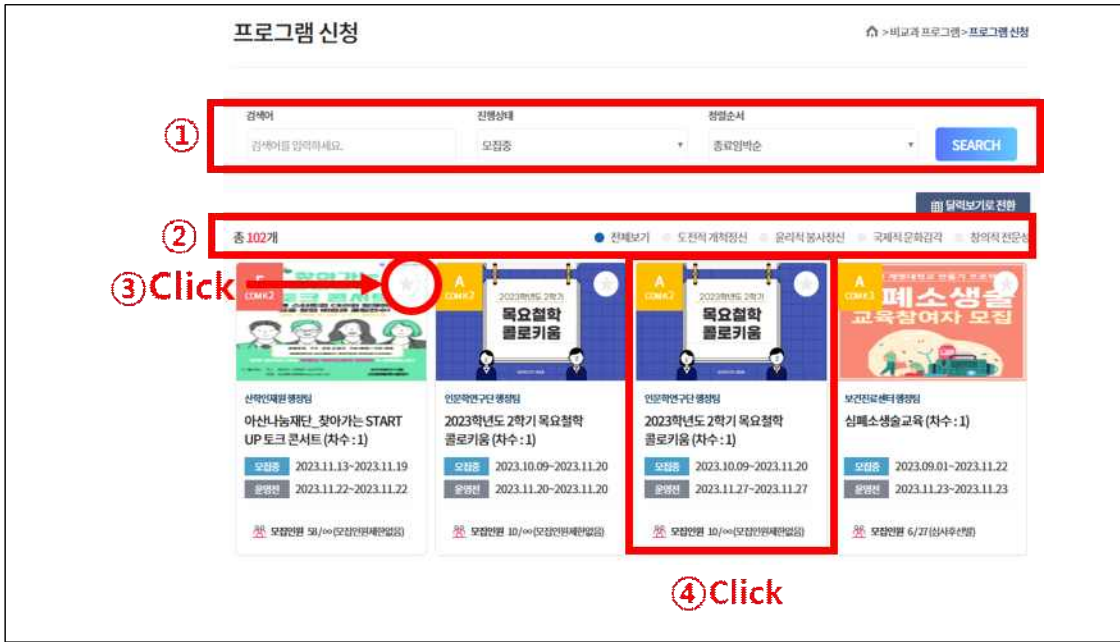 프로그램 신청
>비교과 프로그램>프로그램 신청
①
검색어 진행상태 정렬순서
검색어를 입력하세요. 모집중 종료임박순 SEARCH
달력보기로 전환
②
총 102개 전체보기 도전적 개척정신 윤리적 봉사정신 국제적 문화감각 창의적 전문성
③Click
찾아가는
토크 콘서트
A
2023학년도 2학기
목요철학
콜로키움
A
2023학년도 2학기
목요철학
콜로키움
A
심폐소생술
교육참여자 모집
산학인재원 행정팀
아산나눔재단_찾아가는 START
UP 토크 콘서트 (차수 : 1)
모집중 2023.11.13~2023.11.19
운영전 2023.11.22~2023.11.22
모집인원 58/∞(모집인원제한없음)
인문학연구단 행정팀
2023학년도 2학기 목요철학
콜로키움 (차수 : 1)
모집중 2023.10.09~2023.11.20
운영전 2023.11.20~2023.11.20
모집인원 10/∞(모집인원제한없음)
인문학연구단 행정팀
2023학년도 2학기 목요철학
콜로키움 (차수 : 1)
모집중 2023.10.09~2023.11.20
운영전 2023.11.27~2023.11.27
모집인원 10/∞(모집인원제한없음)
보건진료센터 행정팀
심폐소생술교육 (차수 : 1)
모집중 2023.09.01~2023.11.22
운영전 2023.11.23~2023.11.23
모집인원 6/27(심사후선발)
④Click